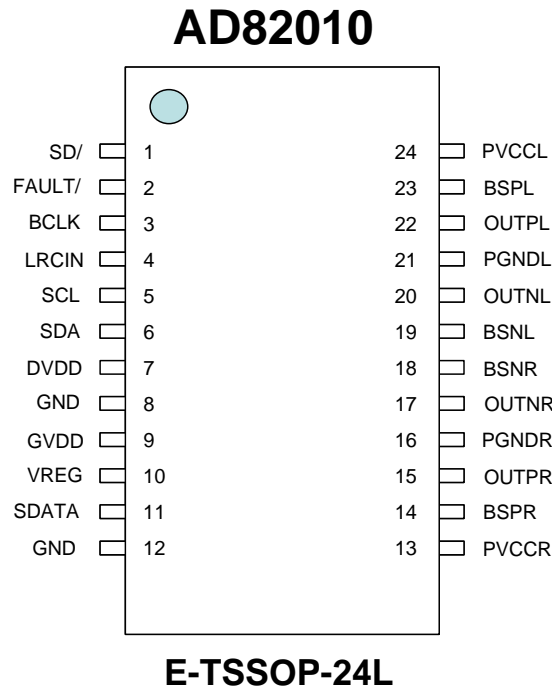 AD82010
SD/ 1 24 PVCCL
FAULT/ 2 23 BSPL
BCLK 3 22 OUTPL
LRCIN 4 21 PGNDL
SCL 5 20 OUTNL
SDA 6 19 BSNL
DVDD 7 18 BSNR
GND 8 17 OUTNR
GVDD 9 16 PGNDR
VREG 10 15 OUTPR
SDATA 11 14 BSPR
GND 12 13 PVCCR
E-TSSOP-24L